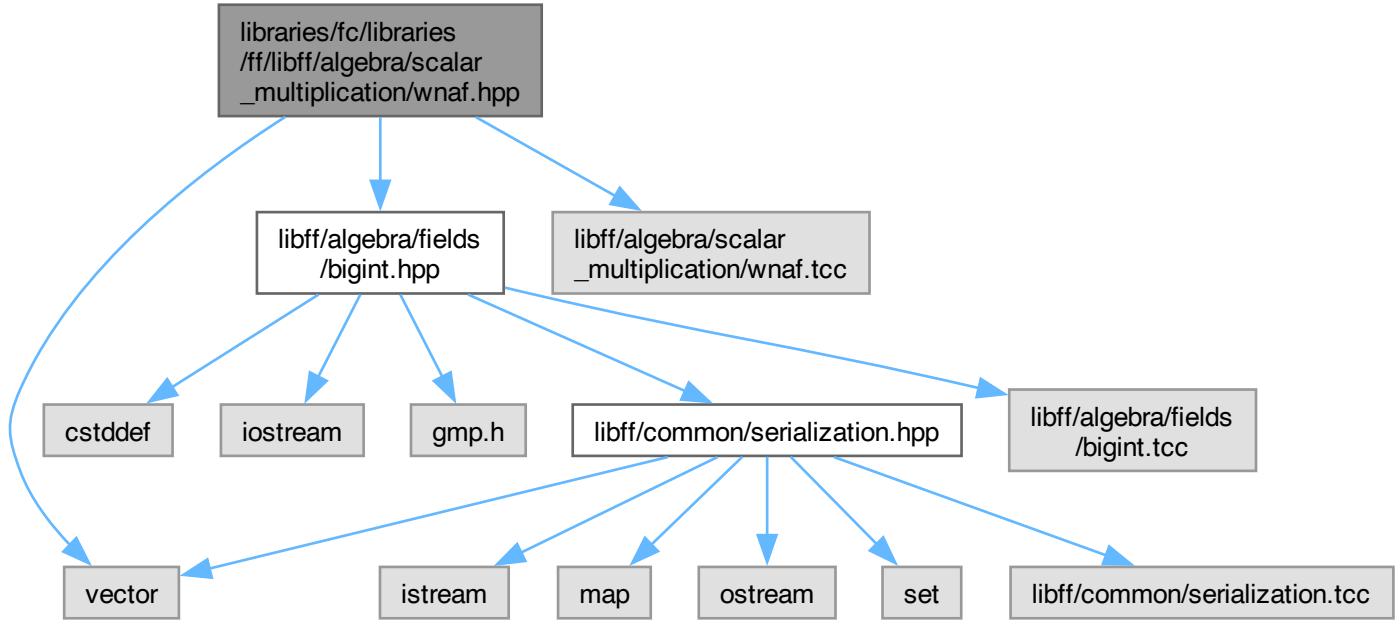 libraries/fc/libraries
/ff/libff/algebra/scalar
_multiplication/wnaf.hpp
libff/algebra/fields
/bigint.hpp
libff/algebra/scalar
_multiplication/wnaf.tcc
cstddef
iostream
gmp.h
libff/common/serialization.hpp
libff/algebra/fields
/bigint.tcc
vector
istream
map
ostream
set
libff/common/serialization.tcc